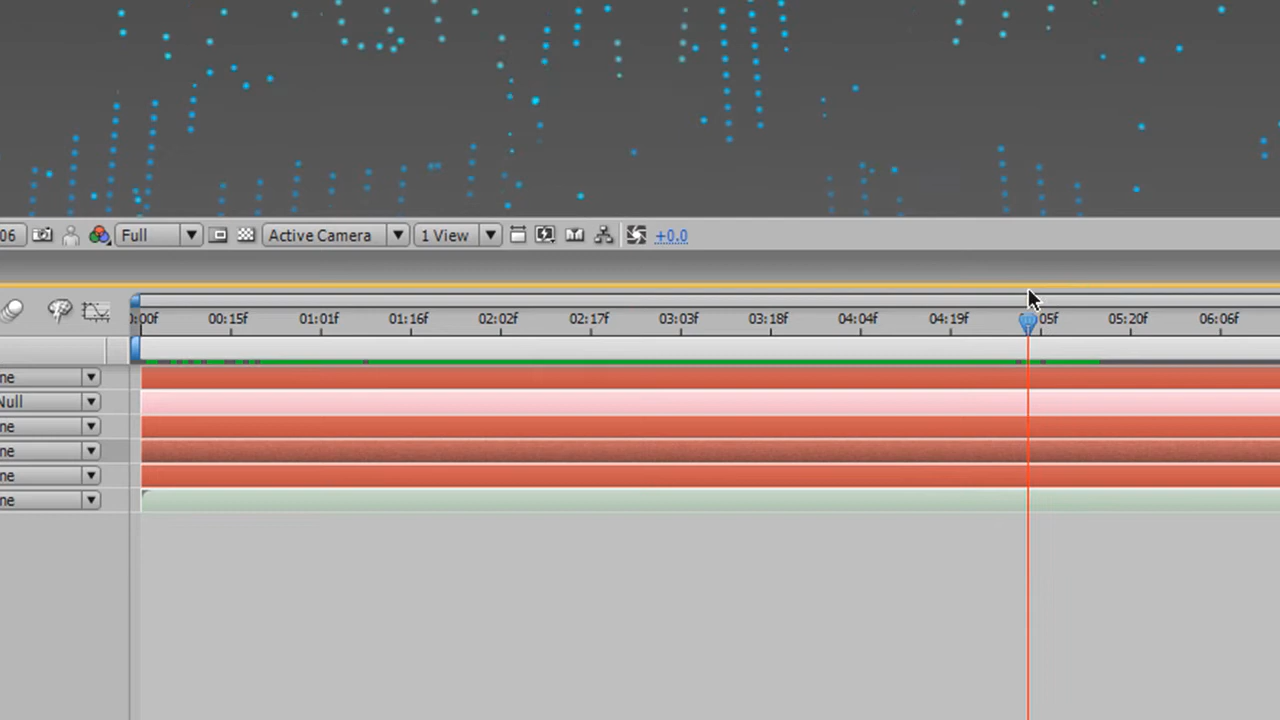 06 Full Active Camera 1 View +0.0
0:00f 00:15f 01:01f 01:16f 02:02f 02:17f 03:03f 03:18f 04:04f 04:19f 05f 05:20f 06:06f
ne
Null
ne
ne
ne
ne